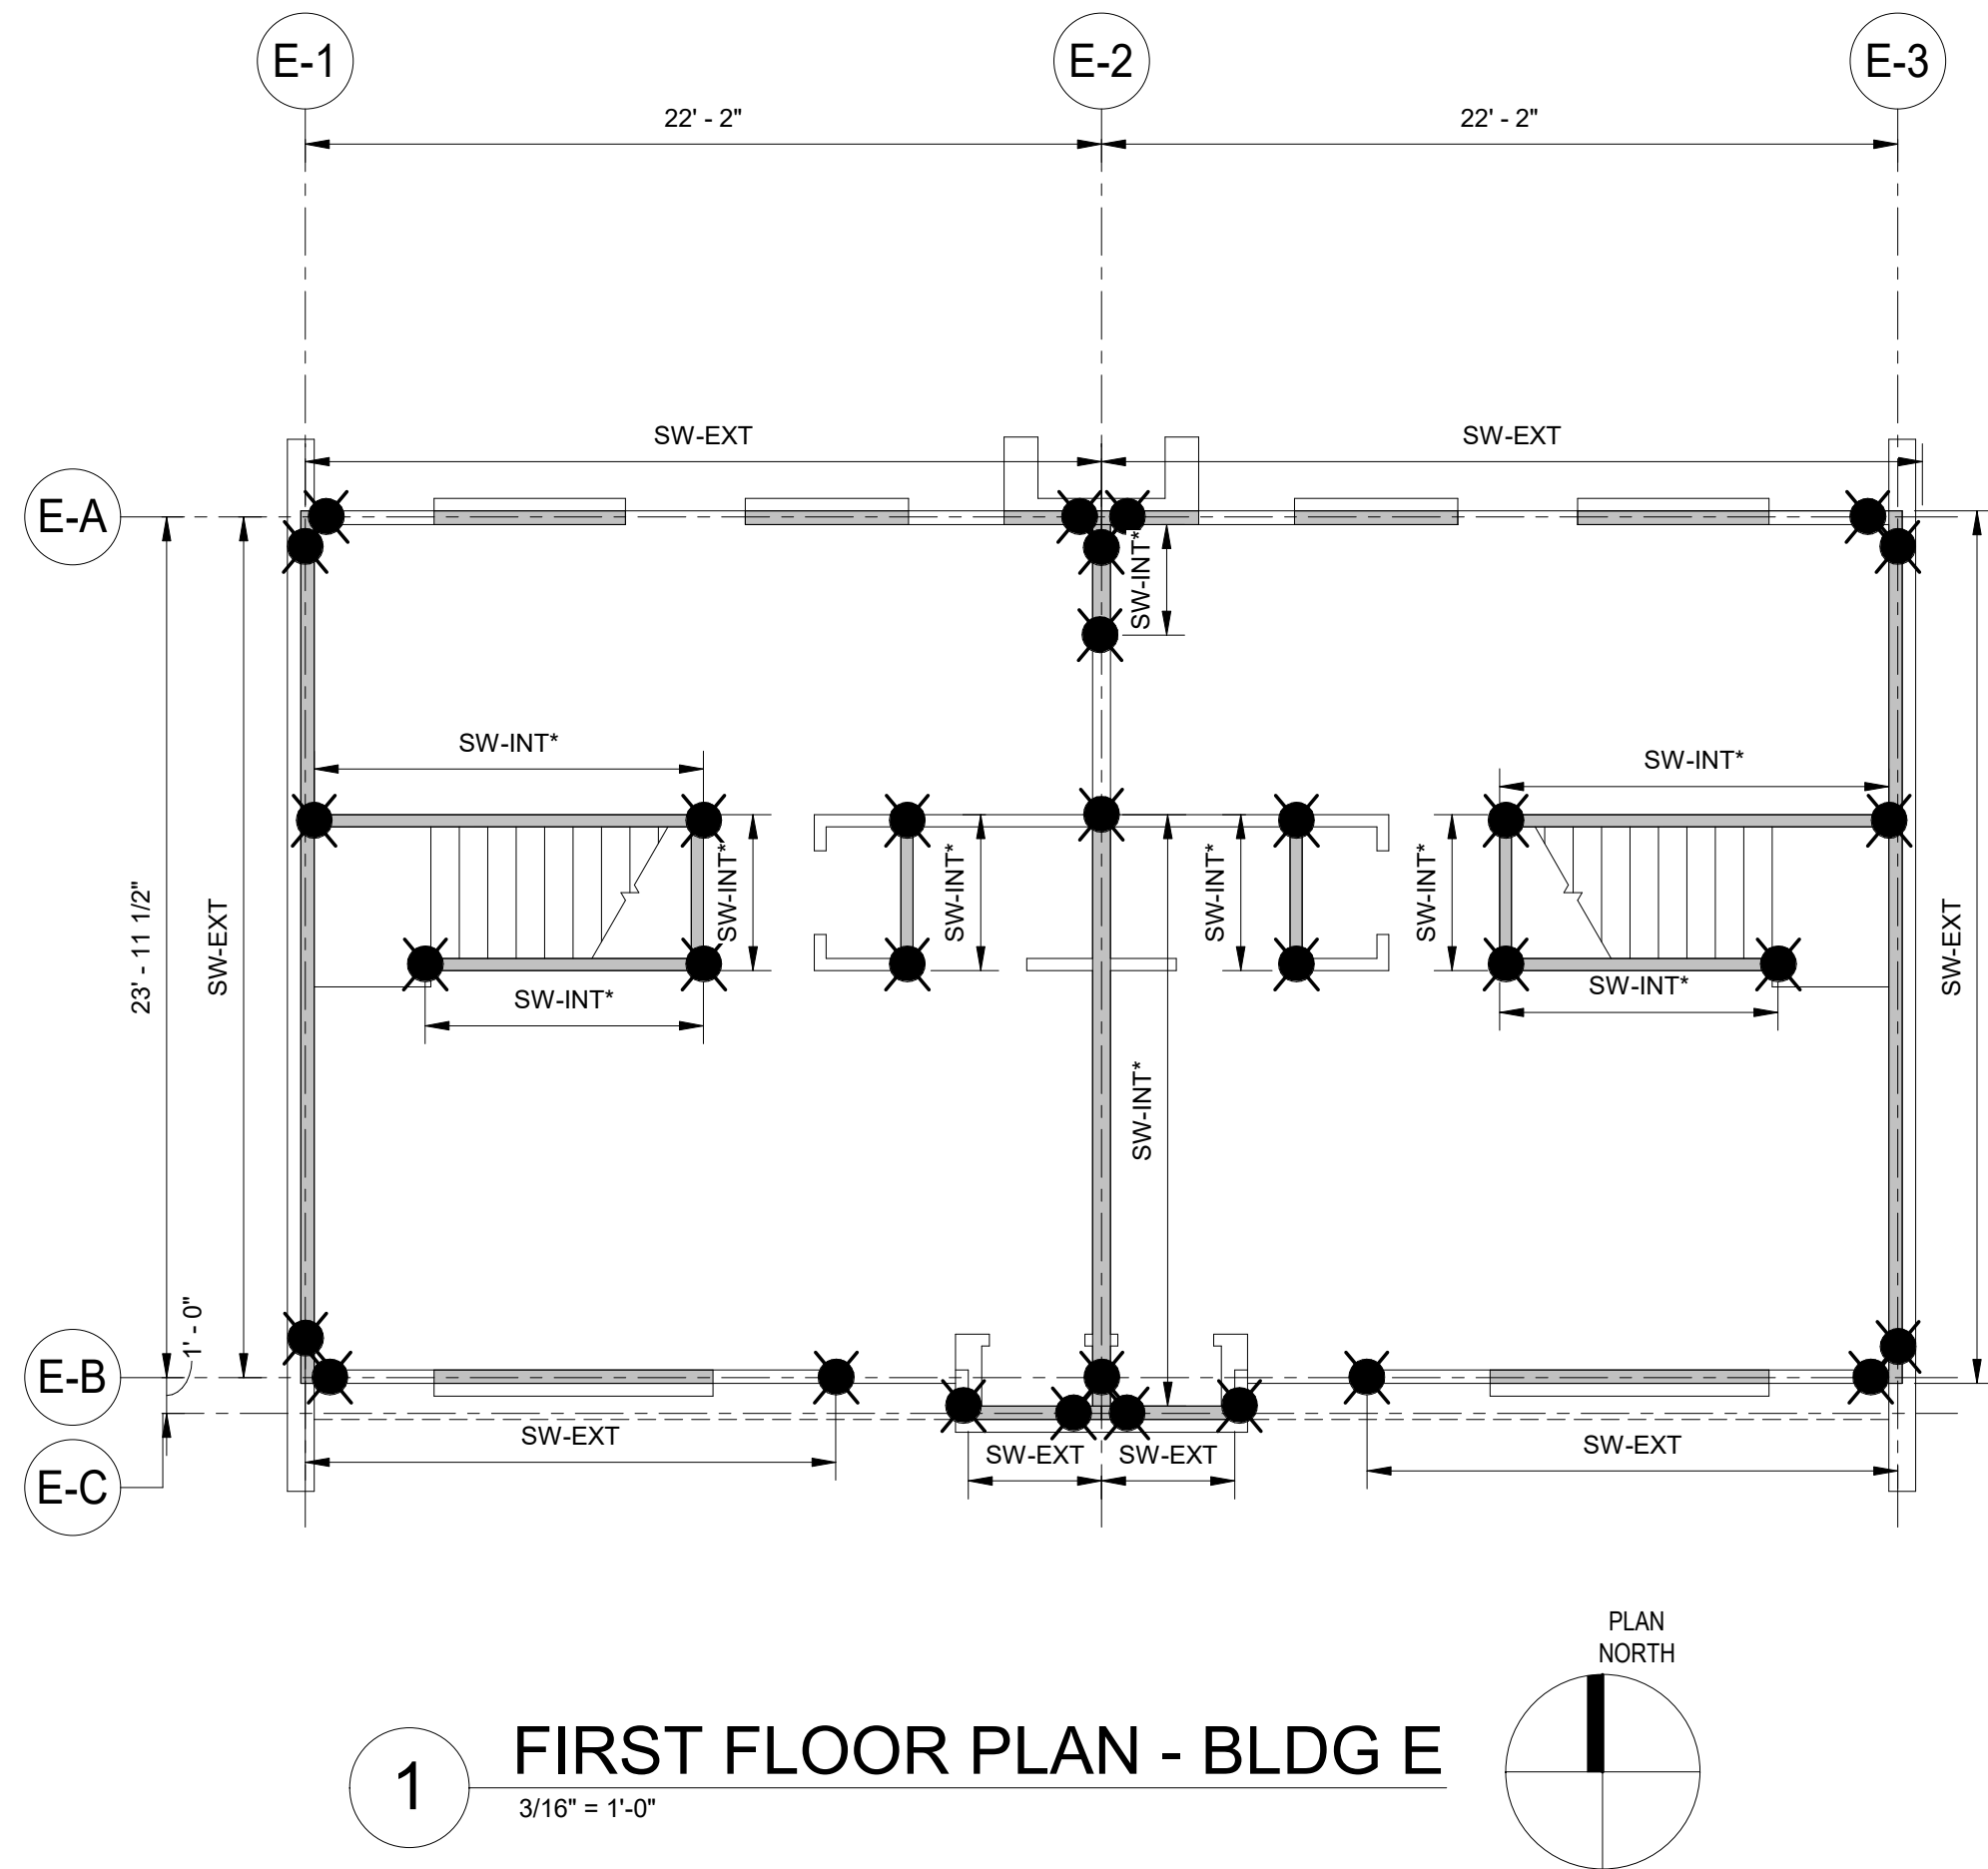 E-1
E-2
E-3
22' - 2"
22' - 2"
SW-EXT
SW-EXT
E-A
SW-INT*
SW-INT*
SW-INT*
SW-INT*
SW-INT*
SW-INT*
SW-INT*
23' - 11 1/2"
SW-EXT
SW-EXT
SW-INT*
SW-INT*
SW-INT*
1' - 0"
E-B
SW-EXT
SW-EXT
SW-EXT
SW-EXT
E-C
PLAN
NORTH
1
FIRST FLOOR PLAN - BLDG E
3/16" = 1'-0"